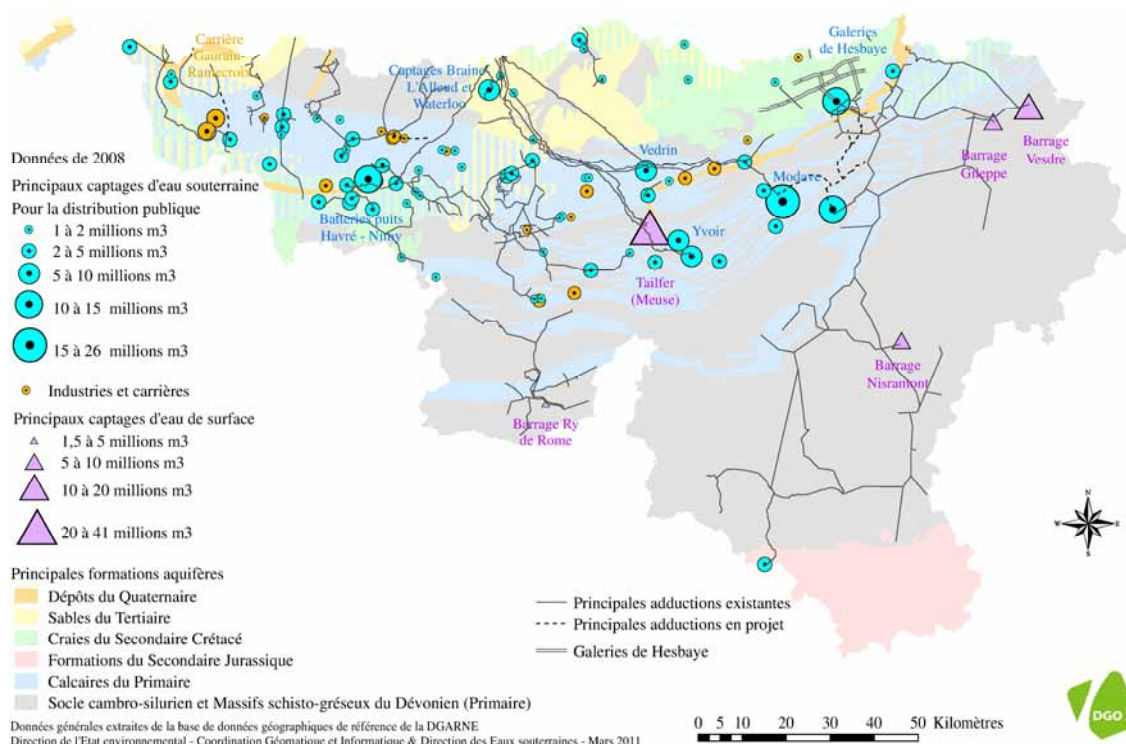 Carrière
Gaurain-
Ramecroix
Galeries
de Hesbaye
Captages Braine
L'Alleud et
Waterloo
Vedrin
Barrage
Gileppe
Barrage
Vesdre
Modave
Batteries puits
Havré - Nimy
Yvoir
Tailfer
(Meuse)
Barrage
Nisramont
Barrage Ry
de Rome
Données de 2008
Principaux captages d'eau souterraine
Pour la distribution publique
1 à 2 millions m3
2 à 5 millions m3
5 à 10 millions m3
10 à 15 millions m3
15 à 26 millions m3
Industries et carrières
Principaux captages d'eau de surface
1,5 à 5 millions m3
5 à 10 millions m3
10 à 20 millions m3
20 à 41 millions m3
Principales formations aquifères
Dépôts du Quaternaire
Sables du Tertiaire
Craies du Secondaire Crétacé
Formations du Secondaire Jurassique
Calcaires du Primaire
Socle cambro-silurien et Massifs schisto-gréseux du Dévonien (Primaire)
Principales adductions existantes
Principales adductions en projet
Galeries de Hesbaye
N
W E
S
0 5 10 20 30 40 50 Kilomètres
DGO
Données générales extraites de la base de données géographiques de référence de la DGARNE
Direction de l'Etat environnemental - Coordination Géomatique et Informatique & Direction des Eaux souterraines - Mars 2011